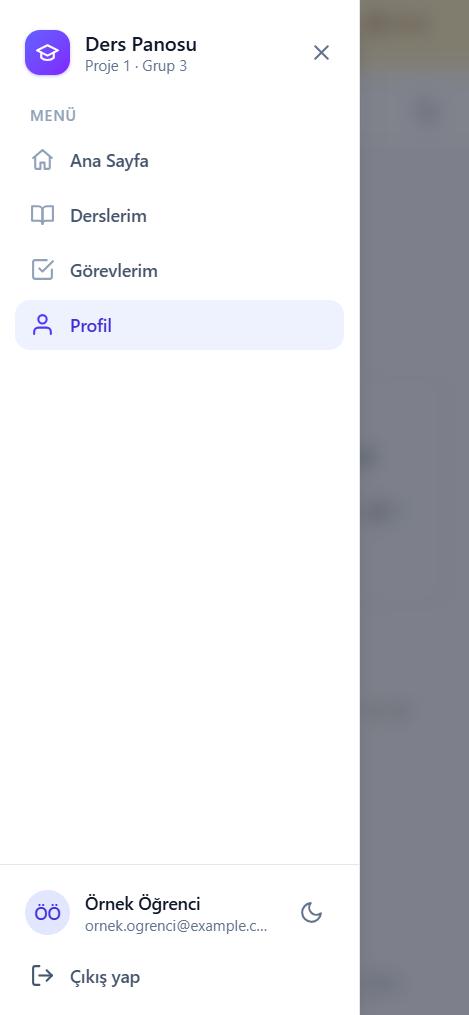 Ders Panosu
Proje 1 · Grup 3
MENÜ
Ana Sayfa
Derslerim
Görevlerim
Profil
ÖÖ
Örnek Öğrenci
ornek.ogrenci@example.c...
Çıkış yap